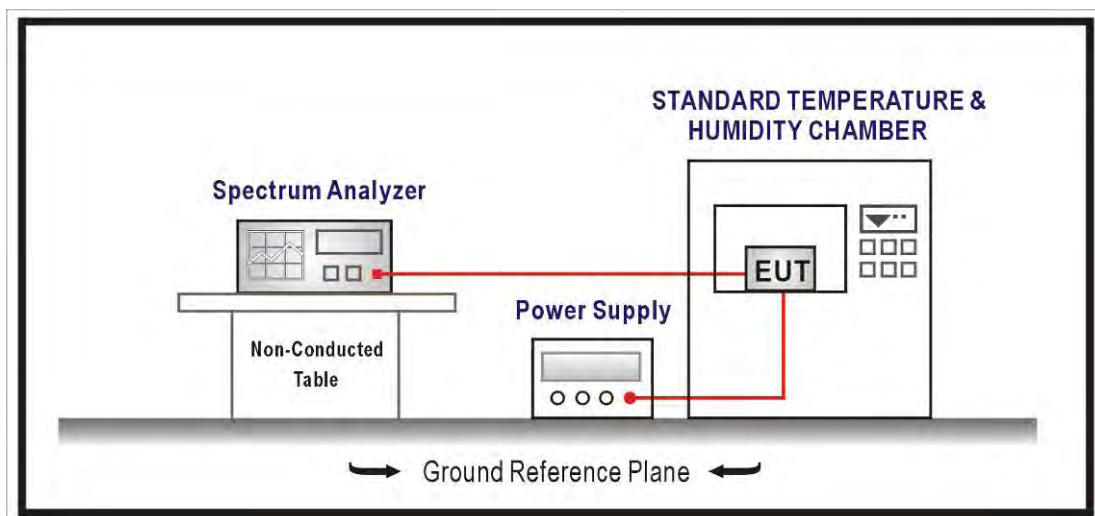 STANDARD TEMPERATURE &
HUMIDITY CHAMBER
Spectrum Analyzer
EUT
Power Supply
Non-Conducted
Table
Ground Reference Plane